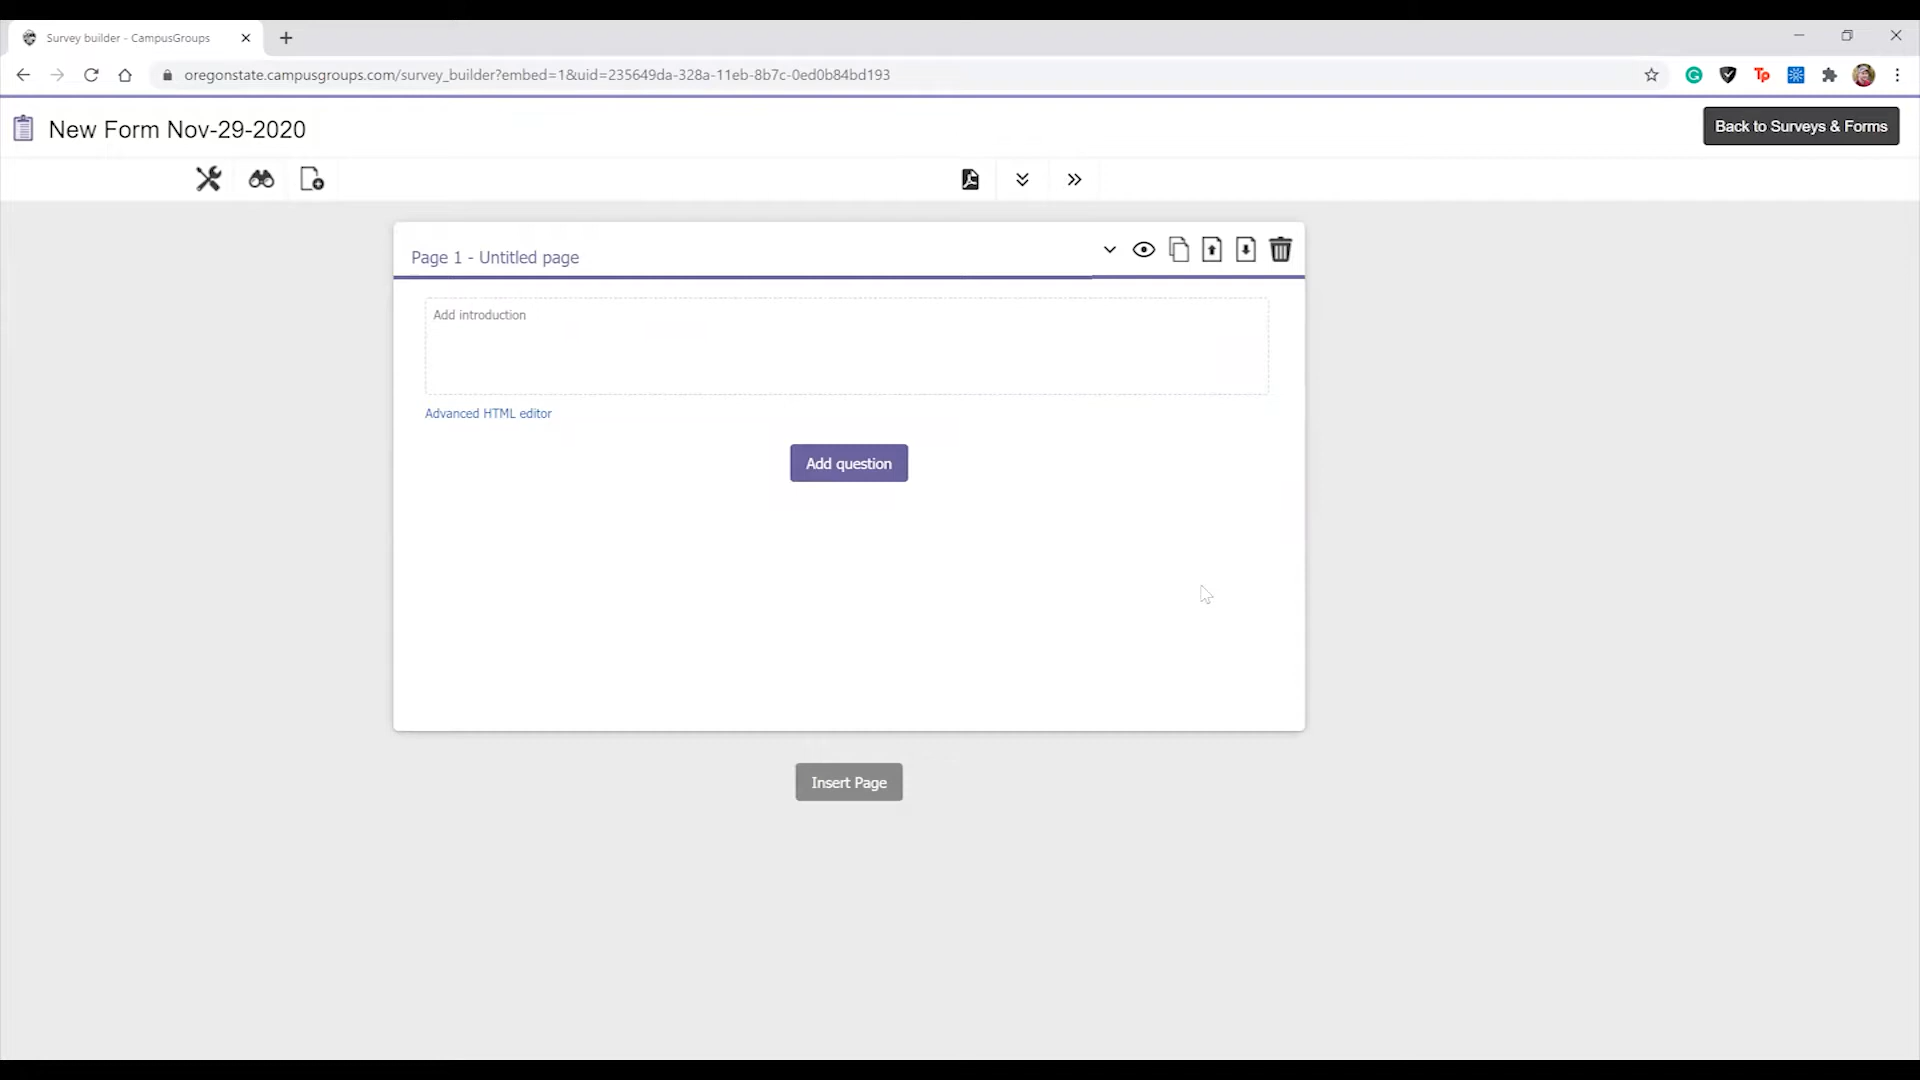 Survey builder - CampusGroups
oregonstate.campusgroups.com/survey_builder?embed=1&uid=235649da-328a-11eb-8b7c-0ed0b84bd193
Tp
New Form Nov-29-2020
Back to Surveys & Forms
Page 1 - Untitled page
Add introduction
Advanced HTML editor
Add question
Insert Page